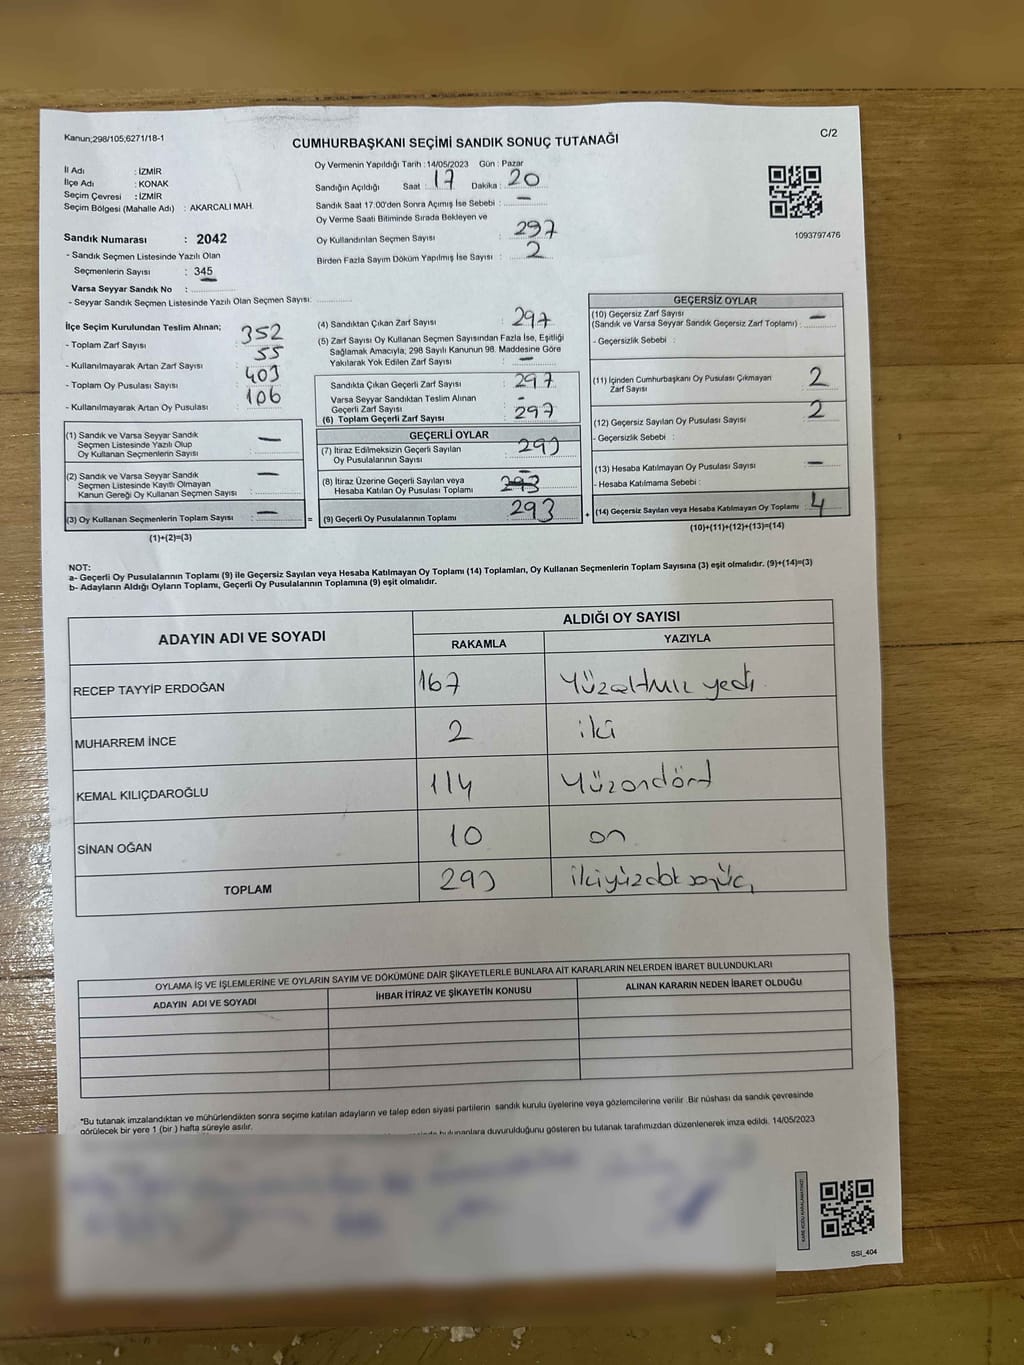 Kanun;298/105;6271/18-1
C/2
CUMHURBAŞKANI SEÇİMİ SANDIK SONUÇ TUTANAĞI
İl Adı : İZMİR
İlçe Adı : KONAK
Seçim Çevresi : İZMİR
Seçim Bölgesi (Mahalle Adı) : AKARCALI MAH.
Sandık Numarası : 2042
- Sandık Seçmen Listesinde Yazılı Olan
Seçmenlerin Sayısı : 345
Varsa Seyyar Sandık No :
- Seyyar Sandık Seçmen Listesinde Yazılı Olan Seçmen Sayısı:
Oy Vermenin Yapıldığı Tarih : 14/05/2023 Gün : Pazar
Sandığın Açıldığı Saat : 17 Dakika : 20
Sandık Saat 17:00'den Sonra Açımış İse Sebebi : —
Oy Verme Saati Bitiminde Sırada Bekleyen ve
Oy Kullandırılan Seçmen Sayısı : 297
Birden Fazla Sayım Döküm Yapılmış İse Sayısı : 2
1093797476
İlçe Seçim Kurulundan Teslim Alınan;
- Toplam Zarf Sayısı : 352
- Kullanılmayarak Artan Zarf Sayısı : 55
- Toplam Oy Pusulası Sayısı : 403
- Kullanılmayarak Artan Oy Pusulası : 106
(1) Sandık ve Varsa Seyyar Sandık
Seçmen Listesinde Yazılı Olup
Oy Kullanan Seçmenlerin Sayısı : —
(2) Sandık ve Varsa Seyyar Sandık
Seçmen Listesinde Kayıtlı Olmayan
Kanun Gereği Oy Kullanan Seçmen Sayısı : —
(3) Oy Kullanan Seçmenlerin Toplam Sayısı : —
(1)+(2)=(3)
(4) Sandıktan Çıkan Zarf Sayısı : 297
(5) Zarf Sayısı Oy Kullanan Seçmen Sayısından Fazla İse, Eşitliği
Sağlamak Amacıyla, 298 Sayılı Kanunun 98. Maddesine Göre
Yakılarak Yok Edilen Zarf Sayısı : —
Sandıkta Çıkan Geçerli Zarf Sayısı : 297
Varsa Seyyar Sandıktan Teslim Alınan
Geçerli Zarf Sayısı : -
(6) Toplam Geçerli Zarf Sayısı : 297
GEÇERLİ OYLAR
(7) İtiraz Edilmeksizin Geçerli Sayılan
Oy Pusulalarının Sayısı : 293
(8) İtiraz Üzerine Geçerli Sayılan veya
Hesaba Katılan Oy Pusulası Toplamı : — 293
= (9) Geçerli Oy Pusulalarının Toplamı : 293
GEÇERSİZ OYLAR
(10) Geçersiz Zarf Sayısı
(Sandık ve Varsa Seyyar Sandık Geçersiz Zarf Toplamı) : —
- Geçersizlik Sebebi :
(11) İçinden Cumhurbaşkanı Oy Pusulası Çıkmayan
Zarf Sayısı : 2
(12) Geçersiz Sayılan Oy Pusulası Sayısı : 2
- Geçersizlik Sebebi :
(13) Hesaba Katılmayan Oy Pusulası Sayısı : —
- Hesaba Katılmama Sebebi :
+ (14) Geçersiz Sayılan veya Hesaba Katılmayan Oy Toplamı : 4
(10)+(11)+(12)+(13)=(14)
NOT:
a- Geçerli Oy Pusulalarının Toplamı (9) ile Geçersiz Sayılan veya Hesaba Katılmayan Oy Toplamı (14) Toplamları, Oy Kullanan Seçmenlerin Toplam Sayısına (3) eşit olmalıdır. (9)+(14)=(3)
b- Adayların Aldığı Oyların Toplamı, Geçerli Oy Pusulalarının Toplamına (9) eşit olmalıdır.
ADAYIN ADI VE SOYADI
ALDIĞI OY SAYISI
RAKAMLA YAZIYLA
RECEP TAYYİP ERDOĞAN 167 Yüzaltmış yedi
MUHARREM İNCE 2 iki
KEMAL KILIÇDAROĞLU 114 Yüzondört
SİNAN OĞAN 10 on
TOPLAM 293 ikiyüzdoksanüç
OYLAMA İŞ VE İŞLEMLERİNE VE OYLARIN SAYIM VE DÖKÜMÜNE DAİR ŞİKAYETLERLE BUNLARA AİT KARARLARIN NELERDEN İBARET BULUNDUKLARI
ADAYIN ADI VE SOYADI İHBAR İTİRAZ VE ŞİKAYETİN KONUSU ALINAN KARARIN NEDEN İBARET OLDUĞU
*Bu tutanak imzalandıktan ve mühürlendikten sonra seçime katılan adayların ve talep eden siyasi partilerin sandık kurulu üyelerine veya gözlemcilerine verilir .Bir nüshası da sandık çevresinde
görülecek bir yere 1 (bir ) hafta süreyle asılır.
bulunanlara duyurulduğunu gösteren bu tutanak tarafımızdan düzenlenerek imza edildi. 14/05/2023
SSI_404